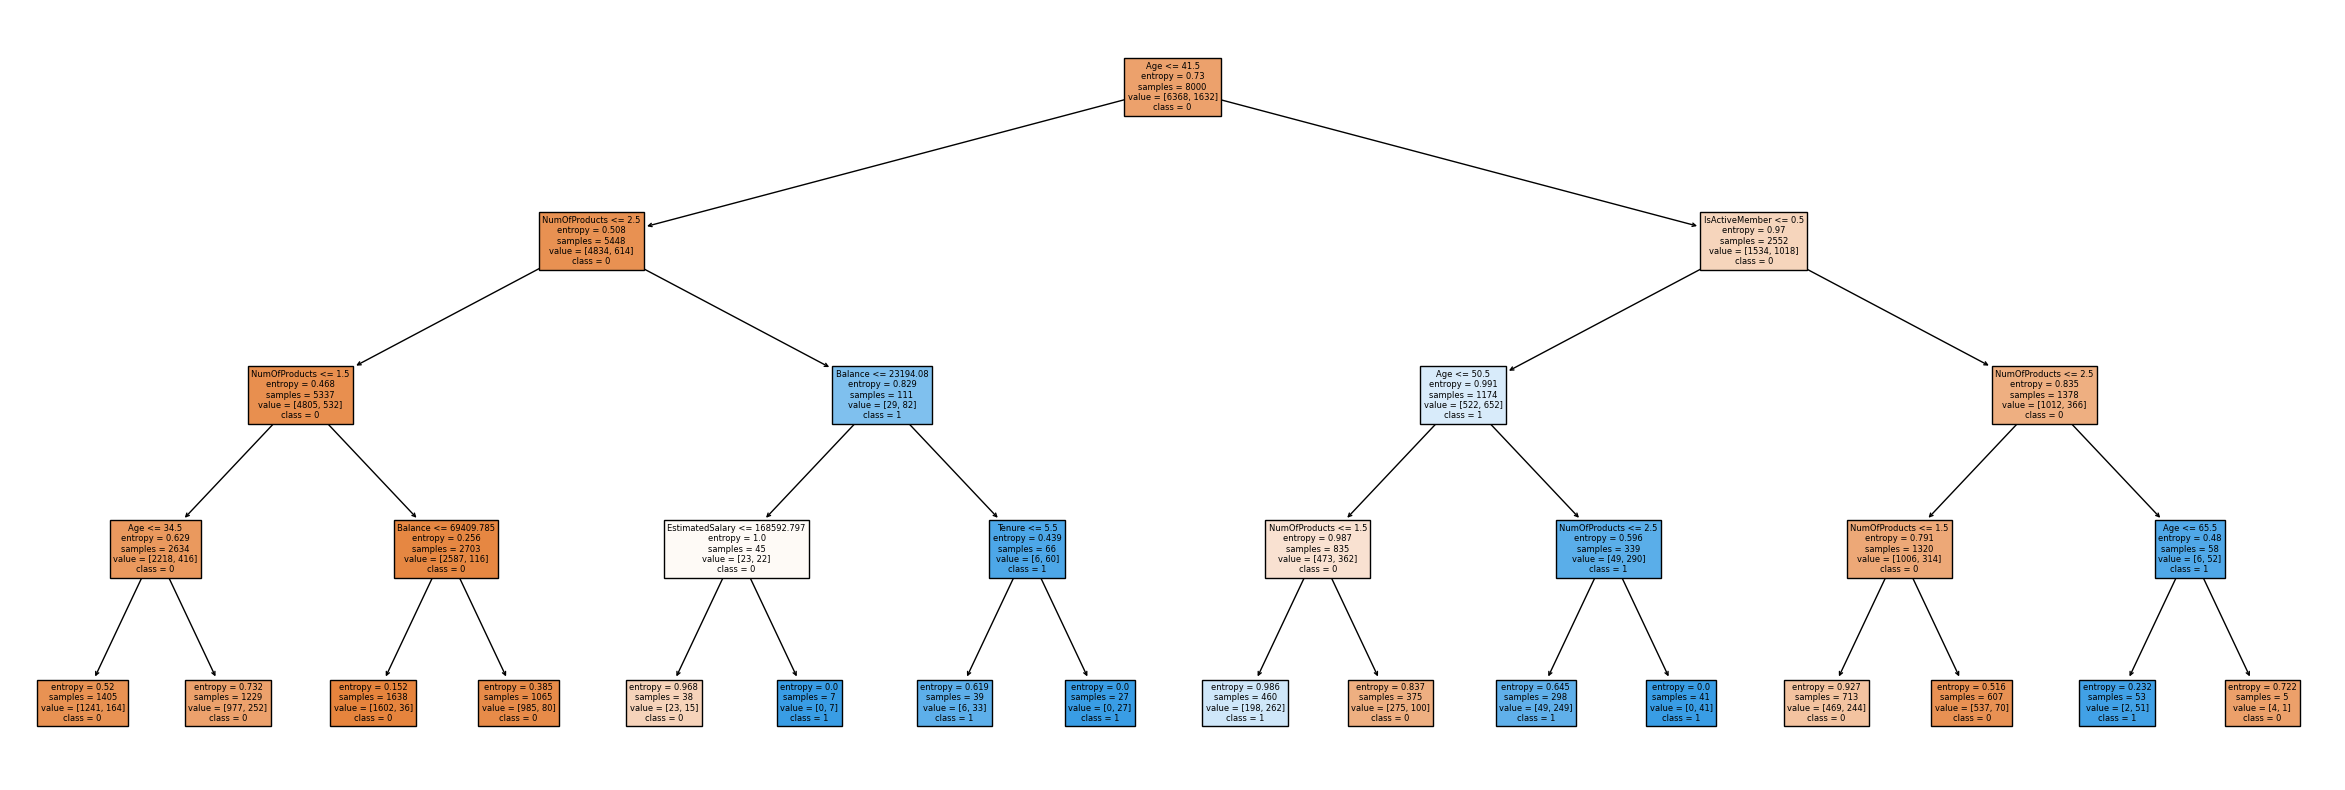 Age <= 41.5
entropy = 0.73
samples = 8000
value = [6368, 1632]
class = 0
NumOfProducts <= 2.5
entropy = 0.508
samples = 5448
value = [4834, 614]
class = 0
IsActiveMember <= 0.5
entropy = 0.97
samples = 2552
value = [1534, 1018]
class = 0
NumOfProducts <= 1.5
entropy = 0.468
samples = 5337
value = [4805, 532]
class = 0
Balance <= 23194.08
entropy = 0.829
samples = 111
value = [29, 82]
class = 1
Age <= 50.5
entropy = 0.991
samples = 1174
value = [522, 652]
class = 1
NumOfProducts <= 2.5
entropy = 0.835
samples = 1378
value = [1012, 366]
class = 0
Age <= 34.5
entropy = 0.629
samples = 2634
value = [2218, 416]
class = 0
Balance <= 69409.785
entropy = 0.256
samples = 2703
value = [2587, 116]
class = 0
EstimatedSalary <= 168592.797
entropy = 1.0
samples = 45
value = [23, 22]
class = 0
Tenure <= 5.5
entropy = 0.439
samples = 66
value = [6, 60]
class = 1
NumOfProducts <= 1.5
entropy = 0.987
samples = 835
value = [473, 362]
class = 0
NumOfProducts <= 2.5
entropy = 0.596
samples = 339
value = [49, 290]
class = 1
NumOfProducts <= 1.5
entropy = 0.791
samples = 1320
value = [1006, 314]
class = 0
Age <= 65.5
entropy = 0.48
samples = 58
value = [6, 52]
class = 1
entropy = 0.52
samples = 1405
value = [1241, 164]
class = 0
entropy = 0.732
samples = 1229
value = [977, 252]
class = 0
entropy = 0.152
samples = 1638
value = [1602, 36]
class = 0
entropy = 0.385
samples = 1065
value = [985, 80]
class = 0
entropy = 0.968
samples = 38
value = [23, 15]
class = 0
entropy = 0.0
samples = 7
value = [0, 7]
class = 1
entropy = 0.619
samples = 39
value = [6, 33]
class = 1
entropy = 0.0
samples = 27
value = [0, 27]
class = 1
entropy = 0.986
samples = 460
value = [198, 262]
class = 1
entropy = 0.837
samples = 375
value = [275, 100]
class = 0
entropy = 0.645
samples = 298
value = [49, 249]
class = 1
entropy = 0.0
samples = 41
value = [0, 41]
class = 1
entropy = 0.927
samples = 713
value = [469, 244]
class = 0
entropy = 0.516
samples = 607
value = [537, 70]
class = 0
entropy = 0.232
samples = 53
value = [2, 51]
class = 1
entropy = 0.722
samples = 5
value = [4, 1]
class = 0